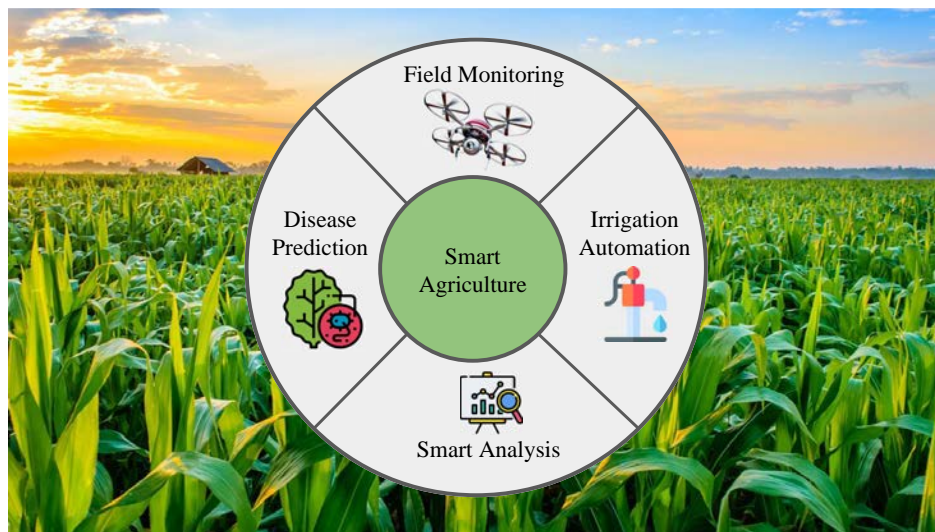 Field Monitoring
Disease
Prediction
Irrigation
Automation
Smart
Agriculture
Smart Analysis